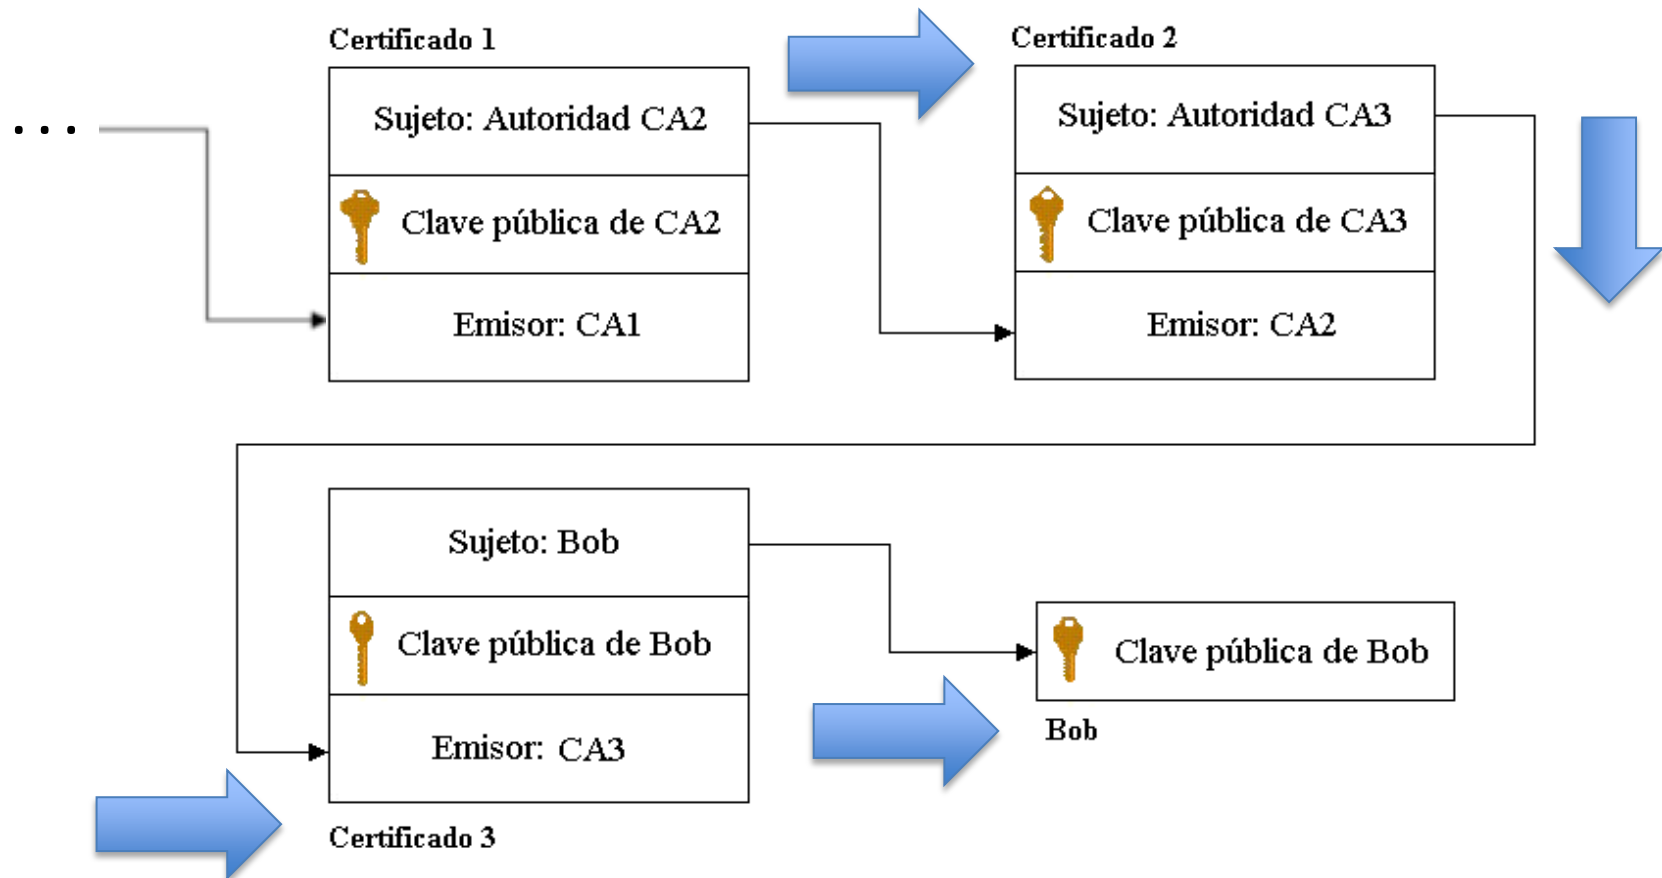 Certificado 1
Sujeto: Autoridad CA2
Clave pública de CA2
Emisor: CA1
Certificado 2
Sujeto: Autoridad CA3
Clave pública de CA3
Emisor: CA2
...
Sujeto: Bob
Clave pública de Bob
Emisor: CA3
Certificado 3
Clave pública de Bob
Bob